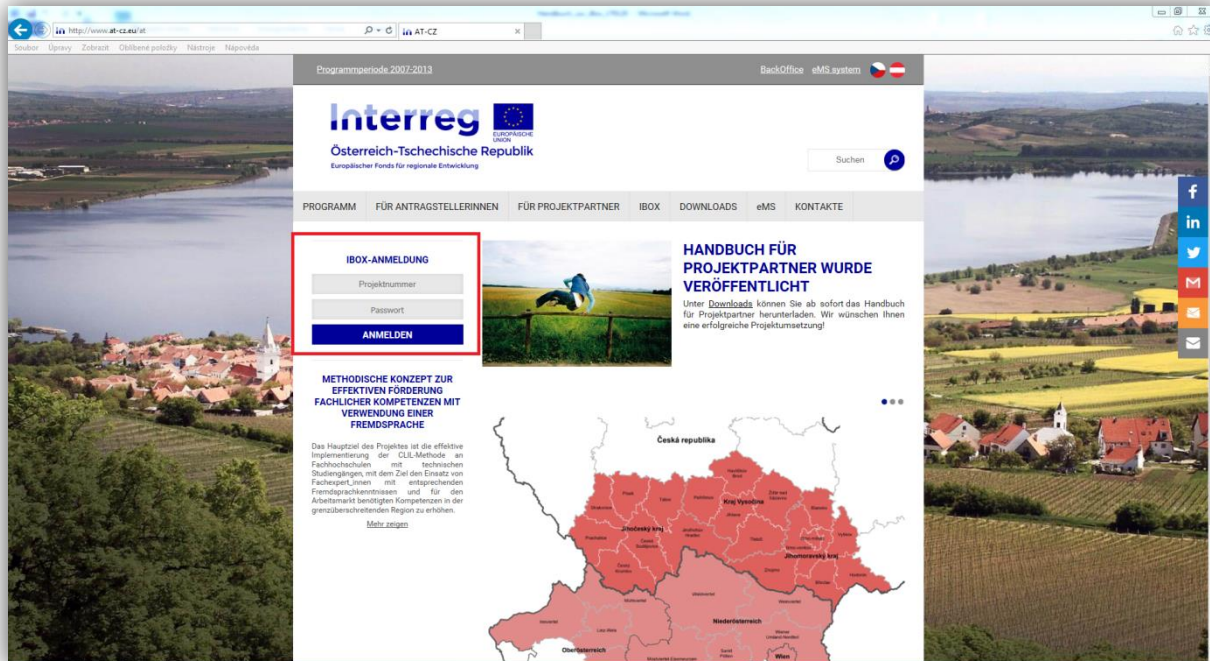 http://www.at-cz.eu/at
AT-CZ
Soubor Úpravy Zobrazit Oblíbené položky Nástroje Nápověda
Programmperiode 2007-2013
BackOffice eMS system
Interreg
EUROPÄISCHE
UNION
Österreich-Tschechische Republik
Europäischer Fonds für regionale Entwicklung
Suchen
PROGRAMM FÜR ANTRAGSTELLERINNEN FÜR PROJEKTPARTNER IBOX DOWNLOADS eMS KONTAKTE
IBOX-ANMELDUNG
Projektnummer
Passwort
ANMELDEN
HANDBUCH FÜR
PROJEKTPARTNER WURDE
VERÖFFENTLICHT
Unter Downloads können Sie ab sofort das Handbuch
für Projektpartner herunterladen. Wir wünschen Ihnen
eine erfolgreiche Projektumsetzung!
METHODISCHE KONZEPT ZUR
EFFEKTIVEN FÖRDERUNG
FACHLICHER KOMPETENZEN MIT
VERWENDUNG EINER
FREMDSPRACHE
Das Hauptziel des Projektes ist die effektive
Implementierung der CLIL-Methode an
Fachhochschulen mit technischen
Studiengängen, mit dem Ziel den Einsatz von
Fachexpert_innen mit entsprechenden
Fremdsprachkenntnissen und für den
Arbeitsmarkt benötigten Kompetenzen in der
grenzüberschreitenden Region zu erhöhen.
Mehr zeigen
Česká republika
Kraj Vysočina
Jihočeský kraj
Jihomoravský kraj
Niederösterreich
Oberösterreich
Wien